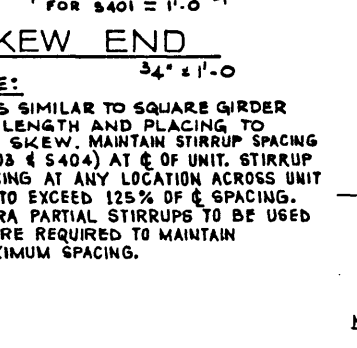 FOR S401 = 1'-0
KEW END
3/4" x 1'-0
E:
S SIMILAR TO SQUARE GIRDER
LENGTH AND PLACING TO
SKEW. MAINTAIN STIRRUP SPACING
03 & S404) AT ℄ OF UNIT. STIRRUP
ING AT ANY LOCATION ACROSS UNIT
TO EXCEED 125% OF ℄ SPACING.
RA PARTIAL STIRRUPS TO BE USED
RE REQUIRED TO MAINTAIN
XIMUM SPACING.